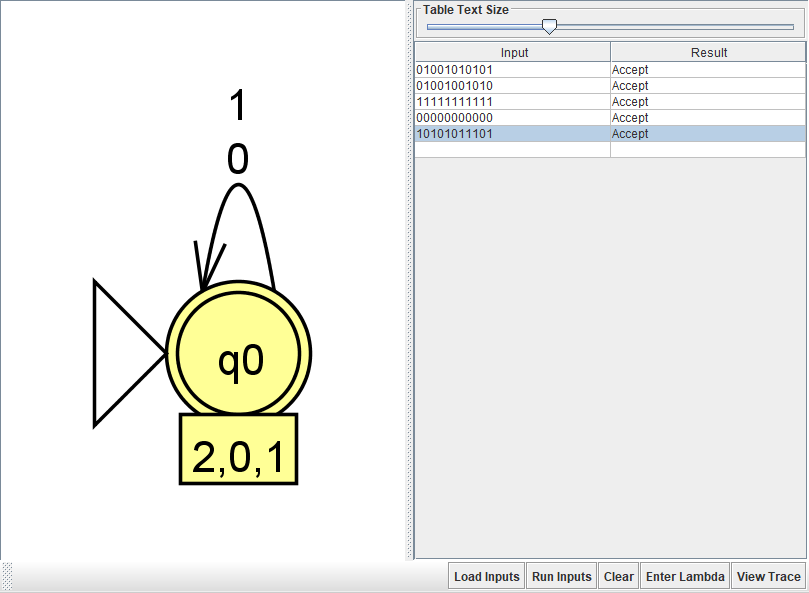 1
0
q0
2,0,1
Table Text Size
Input Result
01001010101 Accept
01001001010 Accept
11111111111 Accept
00000000000 Accept
10101011101 Accept
Load Inputs Run Inputs Clear Enter Lambda View Trace